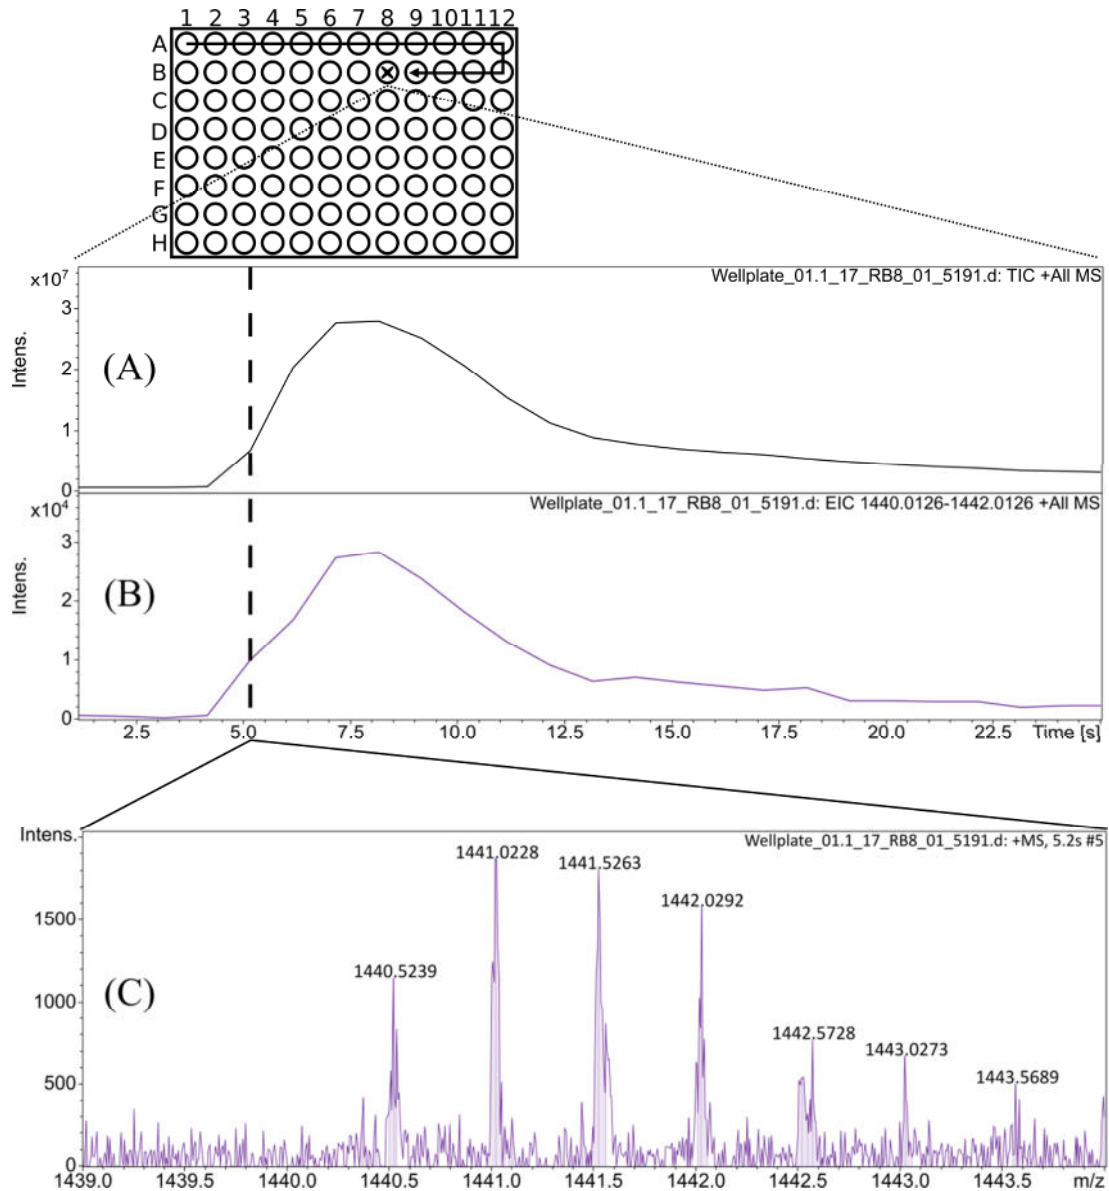 1 2 3 4 5 6 7 8 9 10 11 12
A
B
C
D
E
F
G
H
x10⁷
Wellplate_01.1_17_RB8_01_5191.d: TIC +All MS
3
(A)
Intens.
2
1
0
x10⁴
Wellplate_01.1_17_RB8_01_5191.d: EIC 1440.0126-1442.0126 +All MS
3
Intens.
(B)
2
1
0
2.5 5.0 7.5 10.0 12.5 15.0 17.5 20.0 22.5 Time [s]
Intens.
Wellplate_01.1_17_RB8_01_5191.d: +MS, 5.2s #5
1441.0228
1441.5263
1442.0292
1500
1440.5239
(C)
1000
1442.5728
1443.0273
1443.5689
500
0
1439.0 1439.5 1440.0 1440.5 1441.0 1441.5 1442.0 1442.5 1443.0 1443.5 m/z